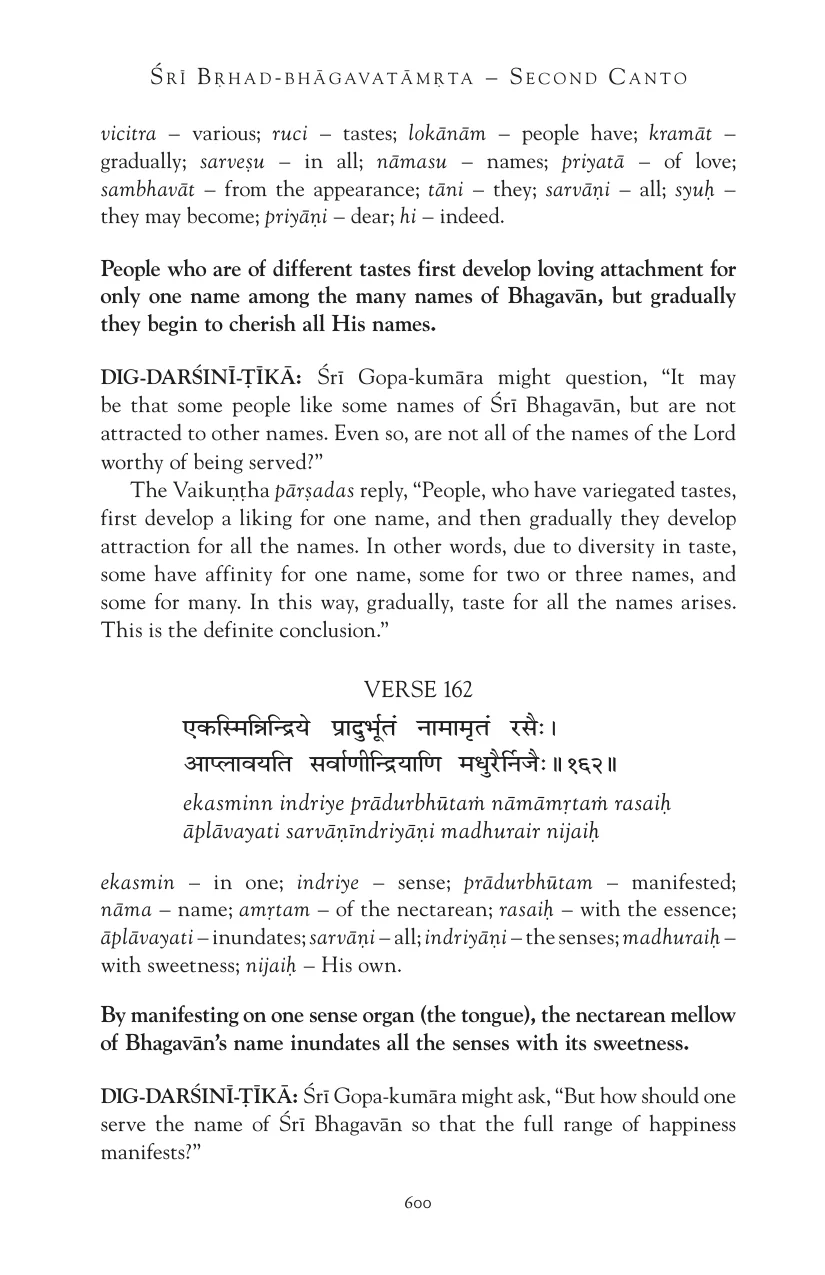 ŚRĪ BṚHAD-BHĀGAVATĀMṚTA – SECOND CANTO
vicitra – various; ruci – tastes; lokānām – people have; kramāt –
gradually; sarveṣu – in all; nāmasu – names; priyatā – of love;
sambhavāt – from the appearance; tāni – they; sarvāṇi – all; syuḥ –
they may become; priyāṇi – dear; hi – indeed.
People who are of different tastes first develop loving attachment for
only one name among the many names of Bhagavān, but gradually
they begin to cherish all His names.
DIG-DARŚINĪ-ṬĪKĀ: Śrī Gopa-kumāra might question, “It may
be that some people like some names of Śrī Bhagavān, but are not
attracted to other names. Even so, are not all of the names of the Lord
worthy of being served?”
The Vaikuṇṭha pārṣadas reply, “People, who have variegated tastes,
first develop a liking for one name, and then gradually they develop
attraction for all the names. In other words, due to diversity in taste,
some have affinity for one name, some for two or three names, and
some for many. In this way, gradually, taste for all the names arises.
This is the definite conclusion.”
VERSE 162
एकस्मिन्निन्द्रिये प्रादुर्भूतं नामामृतं रसैः।
आप्लावयति सर्वाणीन्द्रियाणि मधुरैर्निजैः॥१६२॥
ekasminn indriye prādurbhūtaṁ nāmāmṛtaṁ rasaiḥ
āplāvayati sarvāṇīndriyāṇi madhurair nijaiḥ
ekasmin – in one; indriye – sense; prādurbhūtam – manifested;
nāma – name; amṛtam – of the nectarean; rasaiḥ – with the essence;
āplāvayati – inundates; sarvāṇi – all; indriyāṇi – the senses; madhuraiḥ –
with sweetness; nijaiḥ – His own.
By manifesting on one sense organ (the tongue), the nectarean mellow
of Bhagavān’s name inundates all the senses with its sweetness.
DIG-DARŚINĪ-ṬĪKĀ: Śrī Gopa-kumāra might ask, “But how should one
serve the name of Śrī Bhagavān so that the full range of happiness
manifests?”
600